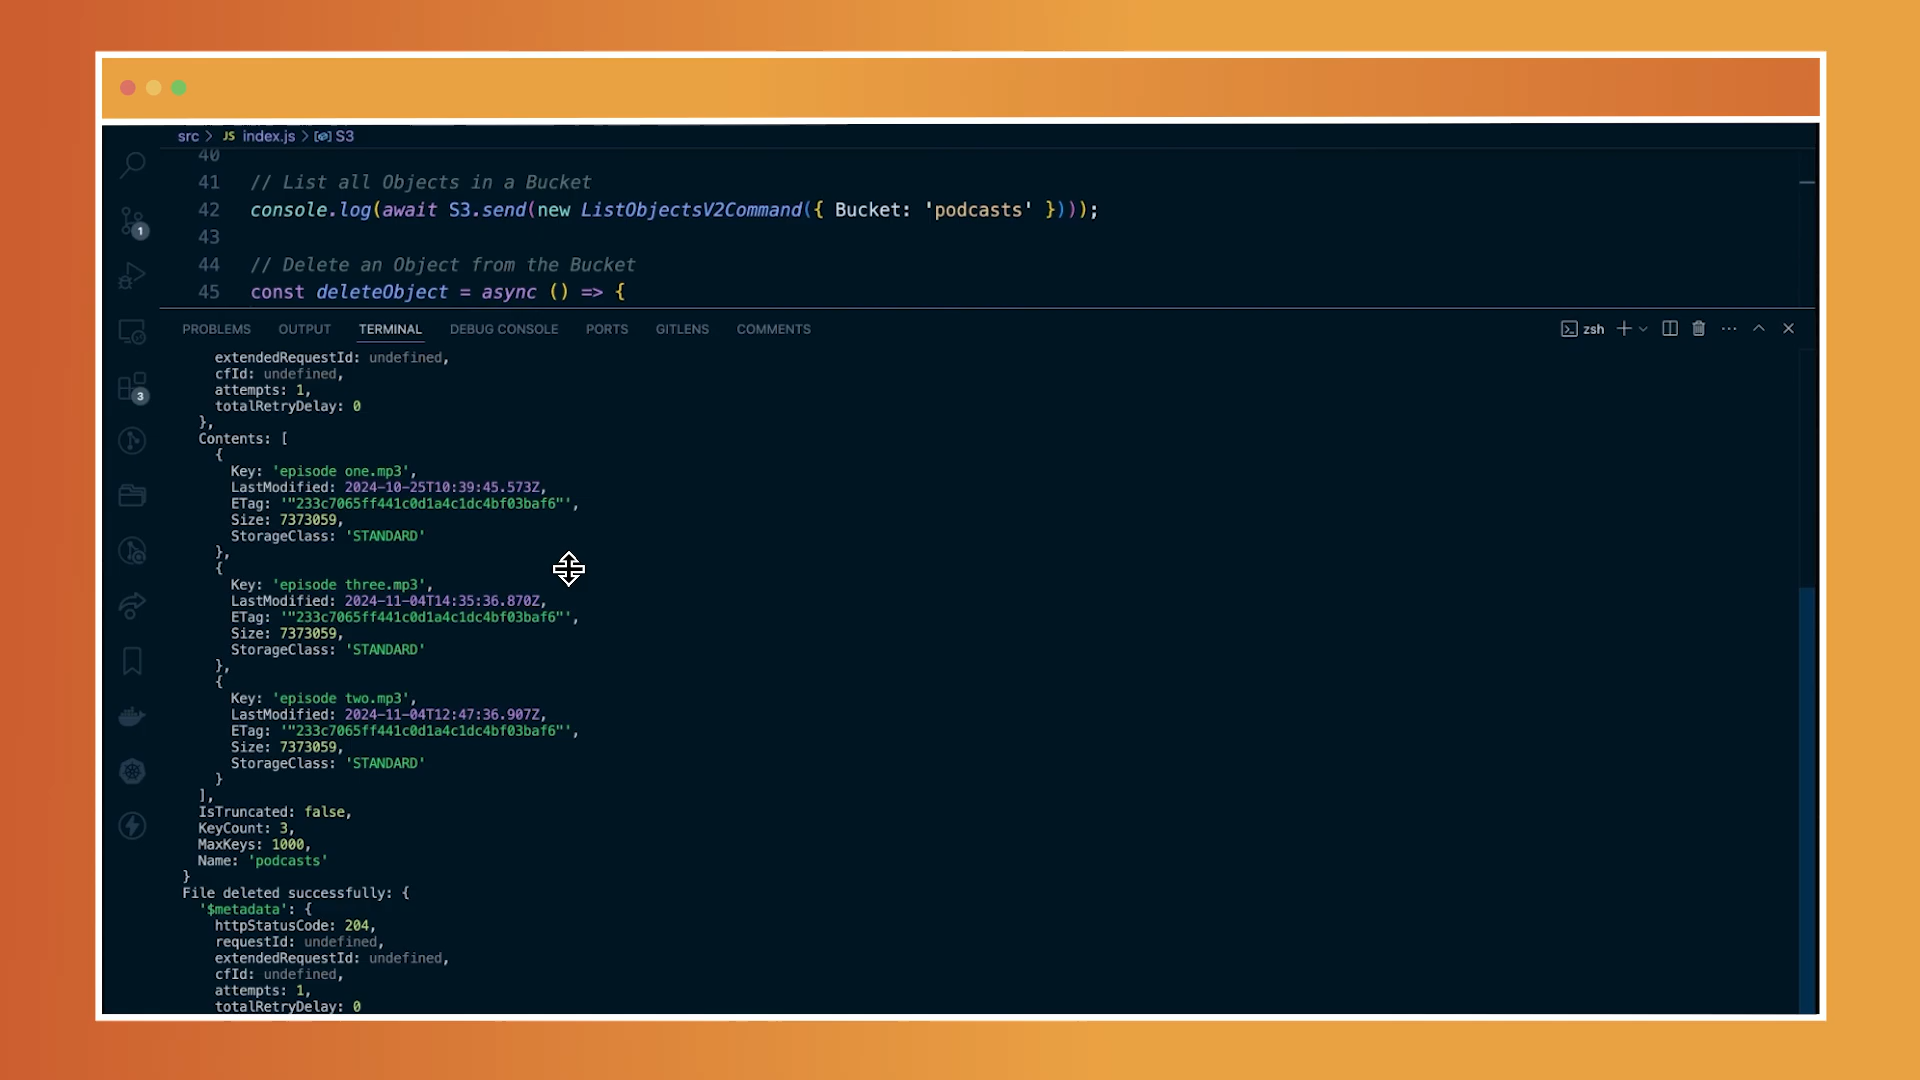 src > JS index.js > S3
40
41 // List all Objects in a Bucket
42 console.log(await S3.send(new ListObjectsV2Command({ Bucket: 'podcasts' })));
43
44 // Delete an Object from the Bucket
45 const deleteObject = async () => {
1
3
PROBLEMS OUTPUT TERMINAL DEBUG CONSOLE PORTS GITLENS COMMENTS zsh
extendedRequestId: undefined,
cfId: undefined,
attempts: 1,
totalRetryDelay: 0
},
Contents: [
{
Key: 'episode one.mp3',
LastModified: 2024-10-25T10:39:45.573Z,
ETag: '"233c7065ff441c0d1a4c1dc4bf03baf6"',
Size: 7373059,
StorageClass: 'STANDARD'
},
{
Key: 'episode three.mp3',
LastModified: 2024-11-04T14:35:36.870Z,
ETag: '"233c7065ff441c0d1a4c1dc4bf03baf6"',
Size: 7373059,
StorageClass: 'STANDARD'
},
{
Key: 'episode two.mp3',
LastModified: 2024-11-04T12:47:36.907Z,
ETag: '"233c7065ff441c0d1a4c1dc4bf03baf6"',
Size: 7373059,
StorageClass: 'STANDARD'
}
],
IsTruncated: false,
KeyCount: 3,
MaxKeys: 1000,
Name: 'podcasts'
}
File deleted successfully: {
'$metadata': {
httpStatusCode: 204,
requestId: undefined,
extendedRequestId: undefined,
cfId: undefined,
attempts: 1,
totalRetryDelay: 0